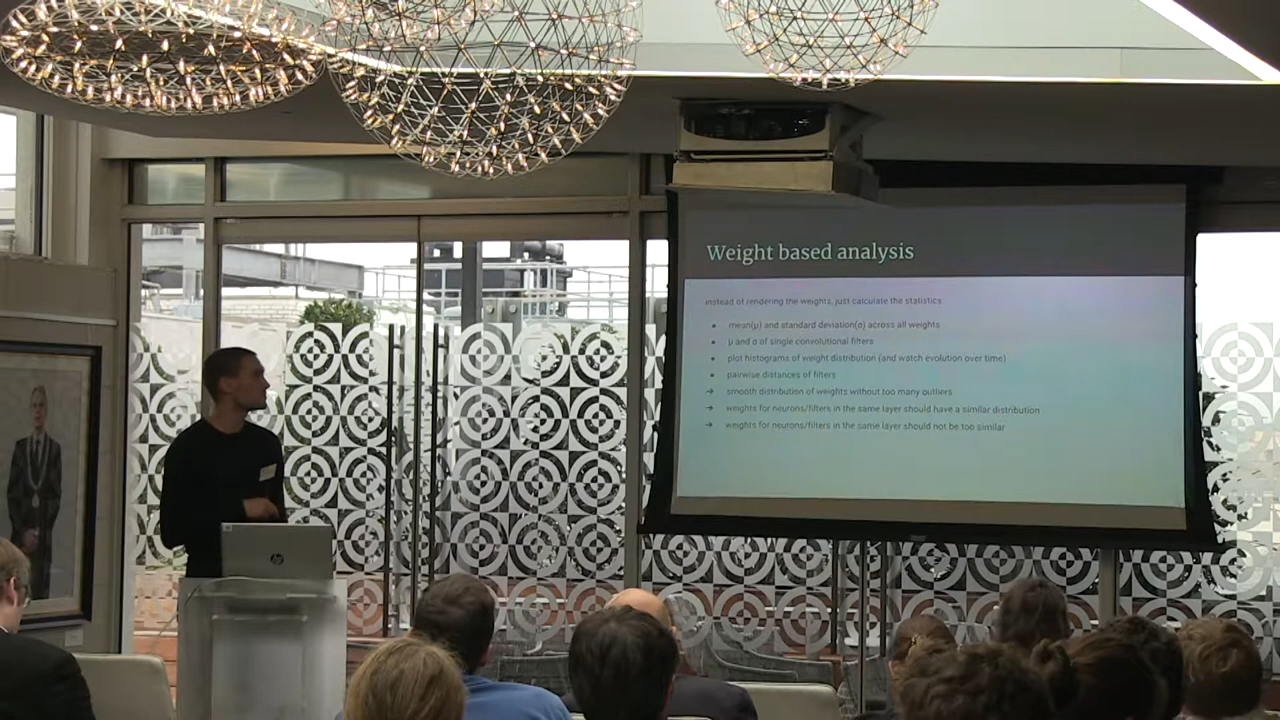 Weight based analysis
instead of rendering the weights, just calculate the statistics
● mean(μ) and standard deviation(σ) across all weights
● μ and σ of single convolutional filters
● plot histograms of weight distribution (and watch evolution over time)
● pairwise distances of filters
➔ smooth distribution of weights without too many outliers
➔ weights for neurons/filters in the same layer should have a similar distribution
➔ weights for neurons/filters in the same layer should not be too similar
hp